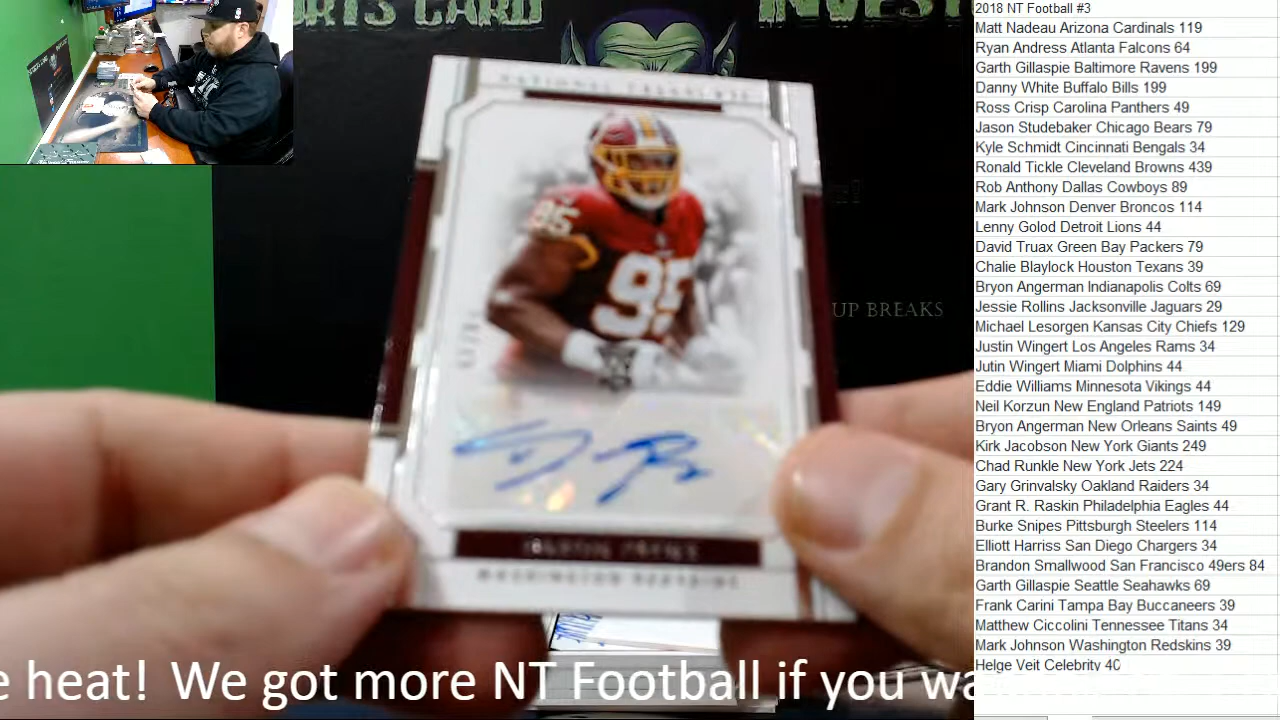 ORTS CARD INVEST
NATIONAL TREASURES
95
95
UP BREAKS
WASHINGTON REDSKINS
e heat! We got more NT Football if you wa
2018 NT Football #3
Matt Nadeau Arizona Cardinals 119
Ryan Andress Atlanta Falcons 64
Garth Gillaspie Baltimore Ravens 199
Danny White Buffalo Bills 199
Ross Crisp Carolina Panthers 49
Jason Studebaker Chicago Bears 79
Kyle Schmidt Cincinnati Bengals 34
Ronald Tickle Cleveland Browns 439
Rob Anthony Dallas Cowboys 89
Mark Johnson Denver Broncos 114
Lenny Golod Detroit Lions 44
David Truax Green Bay Packers 79
Chalie Blaylock Houston Texans 39
Bryon Angerman Indianapolis Colts 69
Jessie Rollins Jacksonville Jaguars 29
Michael Lesorgen Kansas City Chiefs 129
Justin Wingert Los Angeles Rams 34
Jutin Wingert Miami Dolphins 44
Eddie Williams Minnesota Vikings 44
Neil Korzun New England Patriots 149
Bryon Angerman New Orleans Saints 49
Kirk Jacobson New York Giants 249
Chad Runkle New York Jets 224
Gary Grinvalsky Oakland Raiders 34
Grant R. Raskin Philadelphia Eagles 44
Burke Snipes Pittsburgh Steelers 114
Elliott Harriss San Diego Chargers 34
Brandon Smallwood San Francisco 49ers 84
Garth Gillaspie Seattle Seahawks 69
Frank Carini Tampa Bay Buccaneers 39
Matthew Ciccolini Tennessee Titans 34
Mark Johnson Washington Redskins 39
Helge Veit Celebrity 40